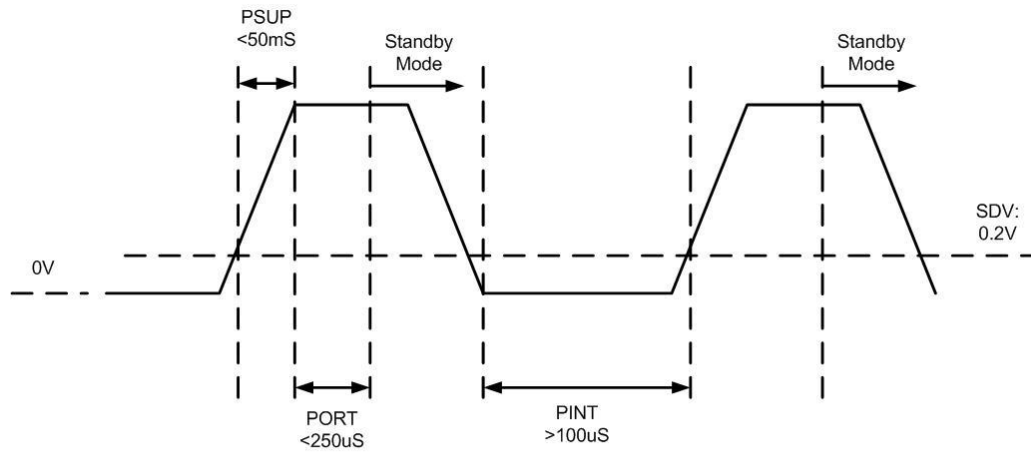 PSUP
<50mS
Standby
Mode
Standby
Mode
SDV:
0.2V
0V
PORT
<250uS
PINT
>100uS